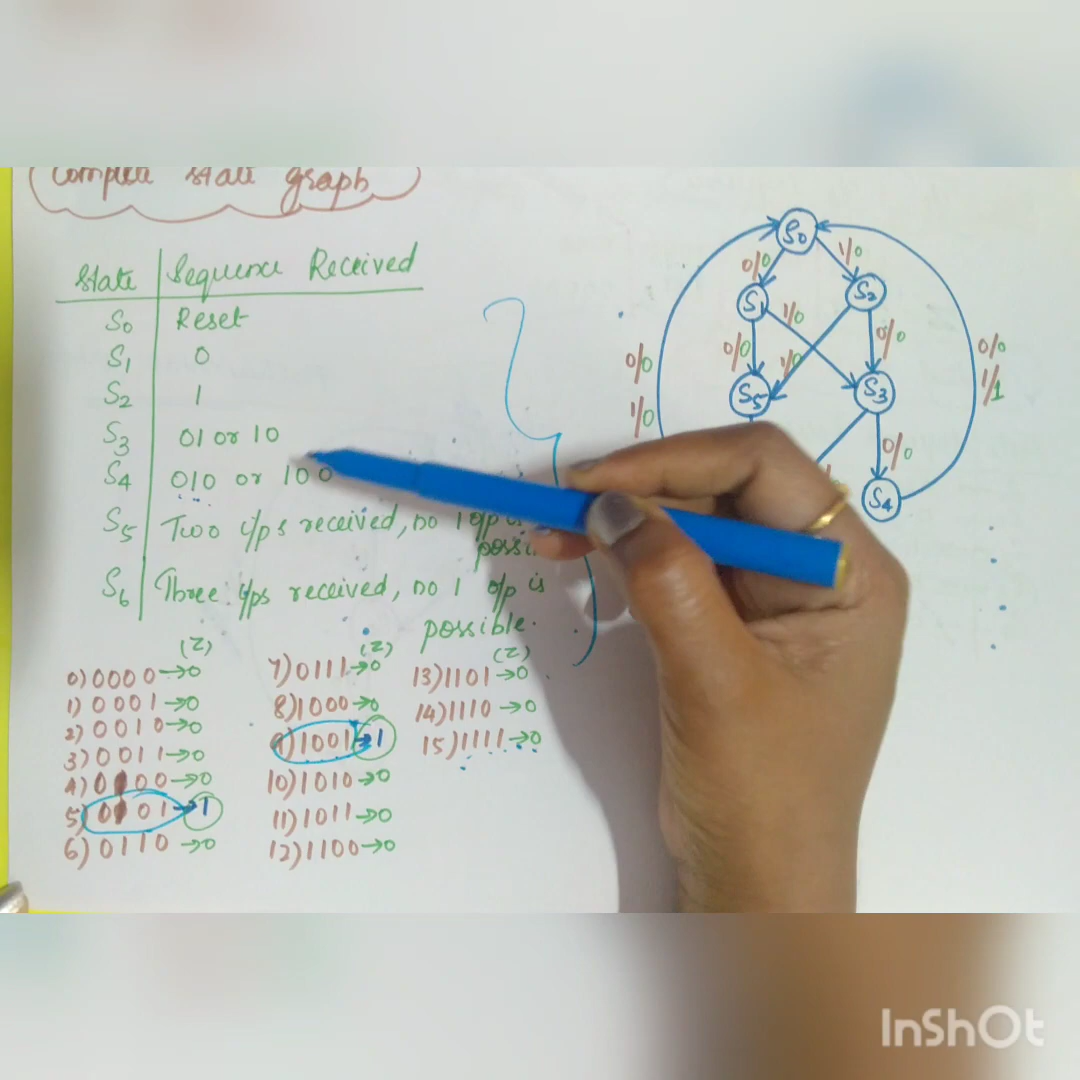 Complete state graph
State Sequence Received
S0 Reset
S1 0
S2 1
S3 01 or 10
S4 010 or 100
S5 Two i/ps received, no 1 o/p is
possi
S6 Three i/ps received, no 1 o/p is
possible.
(Z)
0) 0000 → 0
1) 0001 → 0
2) 0010 → 0
3) 0011 → 0
4) 0100 → 0
5) 0101 → 1
6) 0110 → 0
(Z)
7) 0111 → 0
8) 1000 → 0
9) 1001 → 1
10) 1010 → 0
11) 1011 → 0
12) 1100 → 0
(Z)
13) 1101 → 0
14) 1110 → 0
15) 1111 → 0
S0
0/0 1/0
S1 S2
1/0
0/0 1/0 0/0
S5 S3
0/0
1/0
0/0
1/1
0/0
S4
InShOt